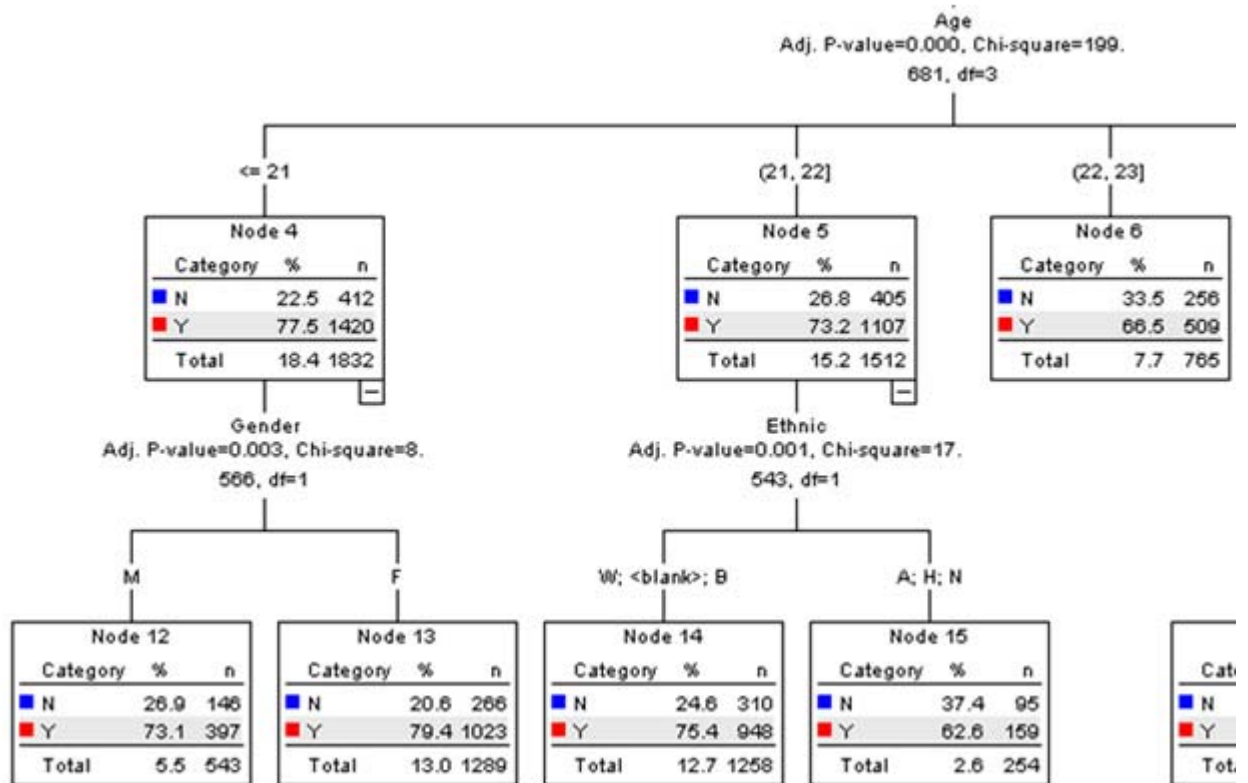 Age
Adj. P-value=0.000, Chi-square=199.
681, df=3
<= 21
(21, 22]
(22, 23]
Node 4
Category % n
N 22.5 412
Y 77.5 1420
Total 18.4 1832
Node 5
Category % n
N 26.8 405
Y 73.2 1107
Total 15.2 1512
Node 6
Category % n
N 33.5 256
Y 66.5 509
Total 7.7 765
Gender
Adj. P-value=0.003, Chi-square=8.
566, df=1
Ethnic
Adj. P-value=0.001, Chi-square=17.
543, df=1
M
F
W; <blank>; B
A; H; N
Node 12
Category % n
N 26.9 146
Y 73.1 397
Total 5.5 543
Node 13
Category % n
N 20.6 266
Y 79.4 1023
Total 13.0 1289
Node 14
Category % n
N 24.6 310
Y 75.4 948
Total 12.7 1258
Node 15
Category % n
N 37.4 95
Y 62.6 159
Total 2.6 254
N
Y